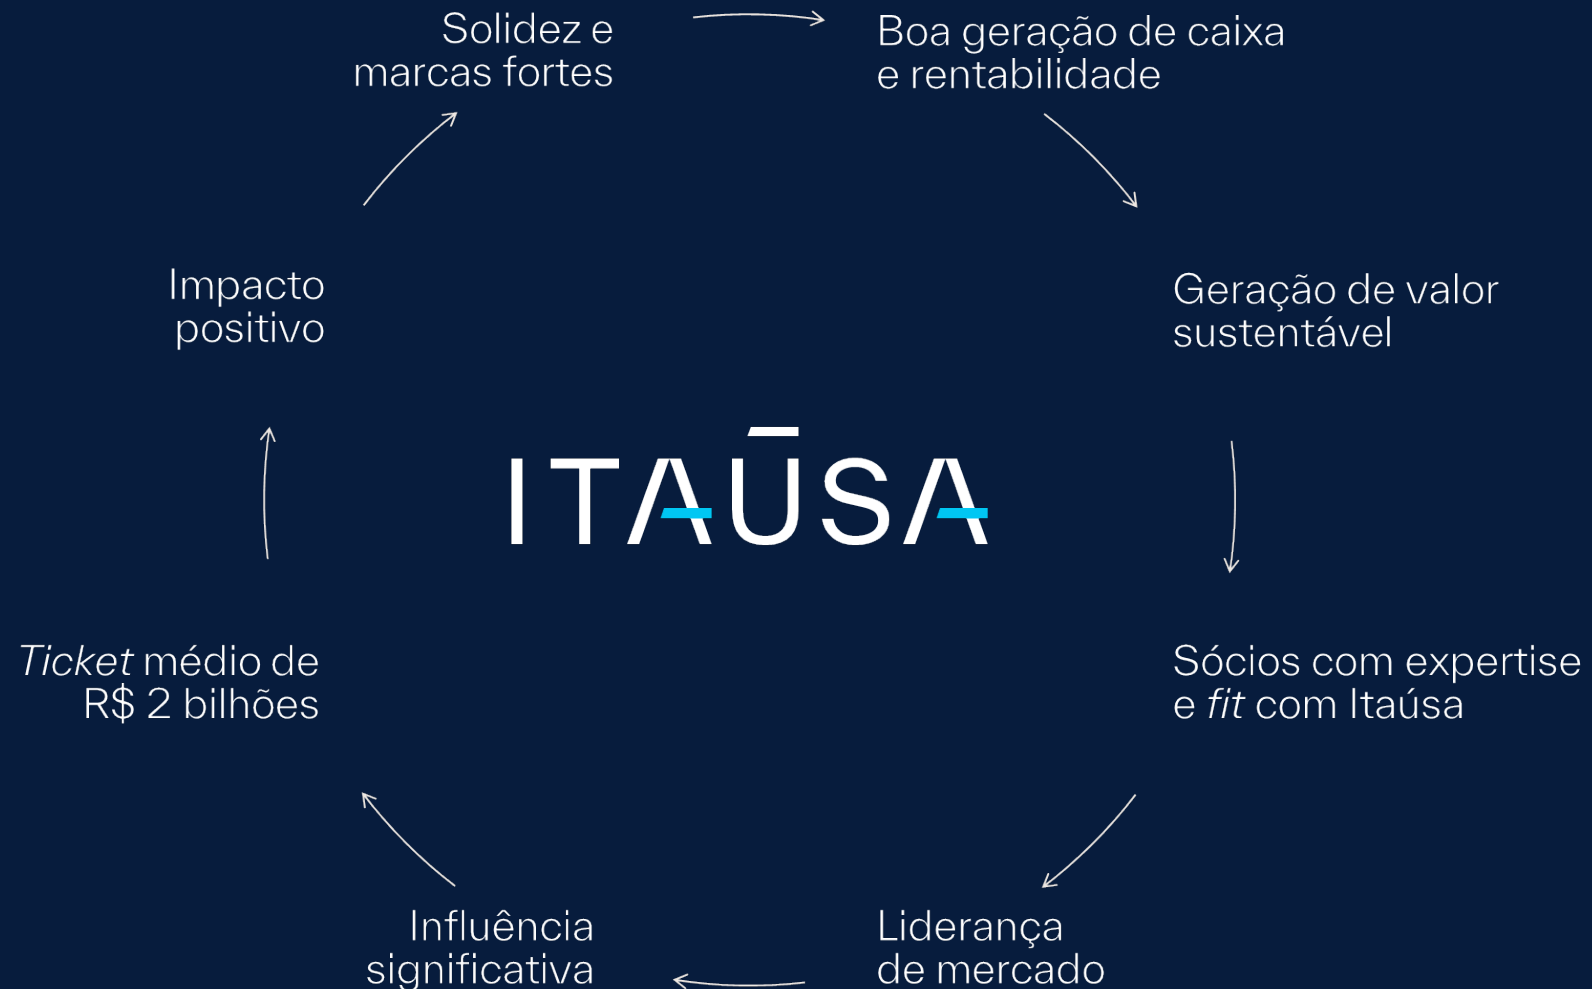 Solidez e
marcas fortes
Boa geração de caixa
e rentabilidade
Impacto
positivo
Geração de valor
sustentável
ITAÚSA
Ticket médio de
R$ 2 bilhões
Sócios com expertise
e fit com Itaúsa
Influência
significativa
Liderança
de mercado